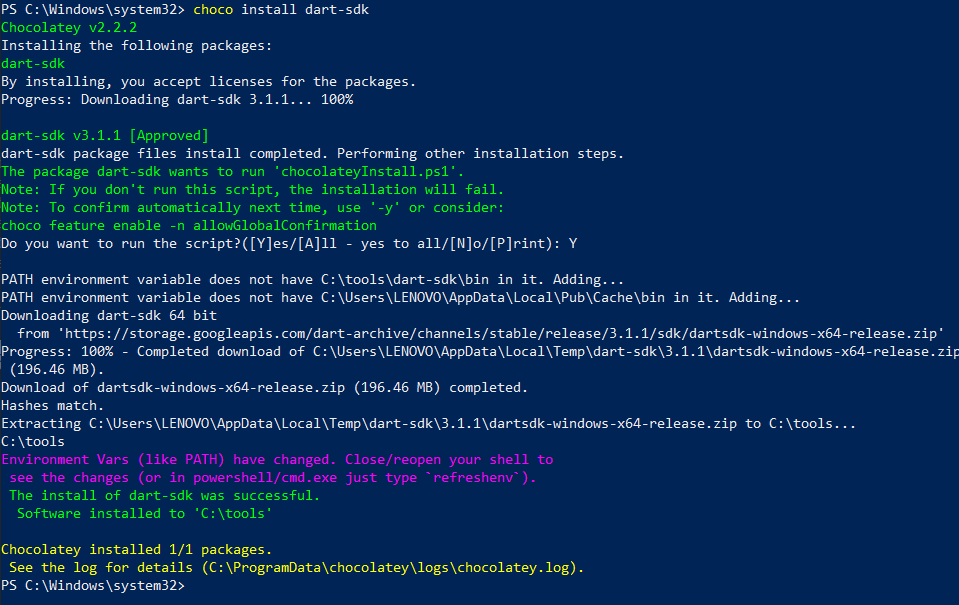 PS C:\Windows\system32> choco install dart-sdk
Chocolatey v2.2.2
Installing the following packages:
dart-sdk
By installing, you accept licenses for the packages.
Progress: Downloading dart-sdk 3.1.1... 100%
dart-sdk v3.1.1 [Approved]
dart-sdk package files install completed. Performing other installation steps.
The package dart-sdk wants to run 'chocolateyInstall.ps1'.
Note: If you don't run this script, the installation will fail.
Note: To confirm automatically next time, use '-y' or consider:
choco feature enable -n allowGlobalConfirmation
Do you want to run the script?([Y]es/[A]ll - yes to all/[N]o/[P]rint): Y
PATH environment variable does not have C:\tools\dart-sdk\bin in it. Adding...
PATH environment variable does not have C:\Users\LENOVO\AppData\Local\Pub\Cache\bin in it. Adding...
Downloading dart-sdk 64 bit
  from 'https://storage.googleapis.com/dart-archive/channels/stable/release/3.1.1/sdk/dartsdk-windows-x64-release.zip'
Progress: 100% - Completed download of C:\Users\LENOVO\AppData\Local\Temp\dart-sdk\3.1.1\dartsdk-windows-x64-release.zip
 (196.46 MB).
Download of dartsdk-windows-x64-release.zip (196.46 MB) completed.
Hashes match.
Extracting C:\Users\LENOVO\AppData\Local\Temp\dart-sdk\3.1.1\dartsdk-windows-x64-release.zip to C:\tools...
C:\tools
Environment Vars (like PATH) have changed. Close/reopen your shell to
 see the changes (or in powershell/cmd.exe just type `refreshenv`).
 The install of dart-sdk was successful.
  Software installed to 'C:\tools'
Chocolatey installed 1/1 packages.
 See the log for details (C:\ProgramData\chocolatey\logs\chocolatey.log).
PS C:\Windows\system32>